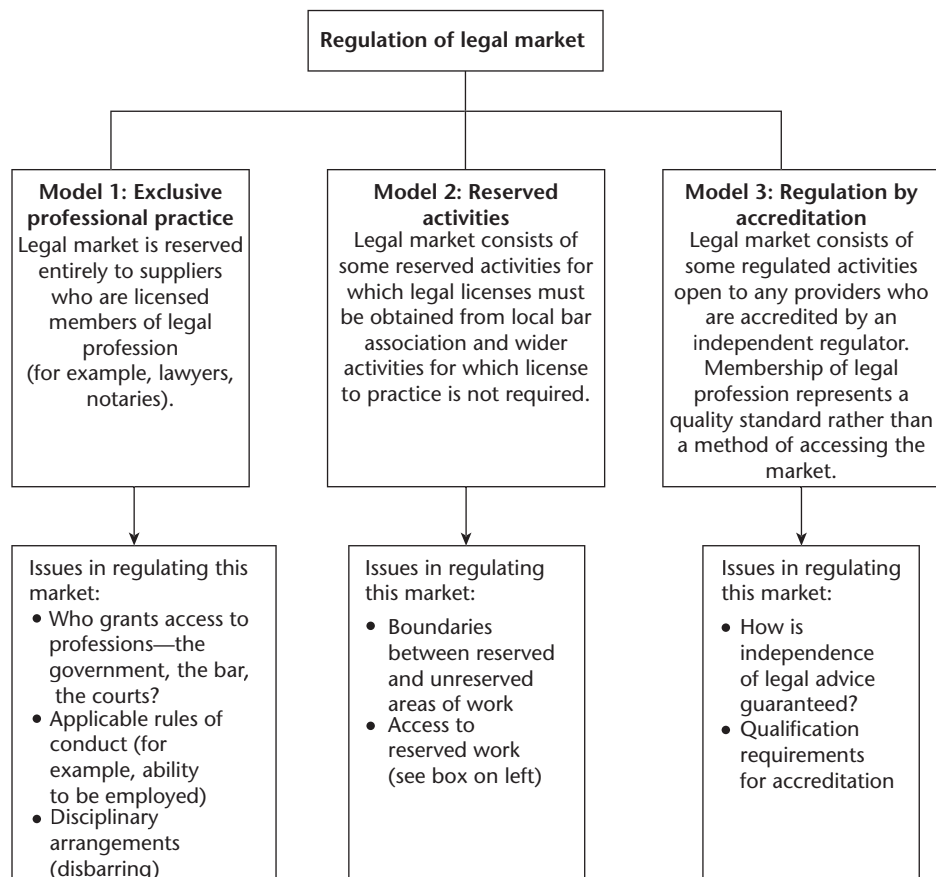 Regulation of legal market
Model 1: Exclusive
professional practice
Legal market is reserved
entirely to suppliers
who are licensed
members of legal
profession
(for example, lawyers,
notaries).
Model 2: Reserved
activities
Legal market consists of
some reserved activities for
which legal licenses must
be obtained from local bar
association and wider
activities for which license
to practice is not required.
Model 3: Regulation by
accreditation
Legal market consists of
some regulated activities
open to any providers who
are accredited by an
independent regulator.
Membership of legal
profession represents a
quality standard rather than
a method of accessing the
market.
Issues in regulating this
market:
• Who grants access to
professions—the
government, the bar,
the courts?
• Applicable rules of
conduct (for
example, ability
to be employed)
• Disciplinary
arrangements
(disbarring)
Issues in regulating
this market:
• Boundaries
between reserved
and unreserved
areas of work
• Access to
reserved work
(see box on left)
Issues in regulating
this market:
• How is
independence
of legal advice
guaranteed?
• Qualification
requirements
for accreditation